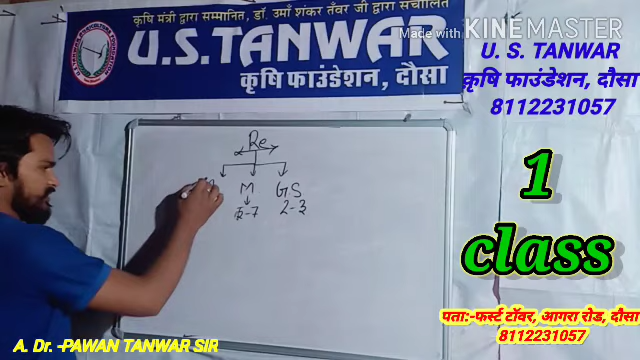 कृषि मंत्री द्वारा सम्मानित, डॉ. उमाँ शंकर तँवर जी द्वारा संचालित
Made with KINEMASTER
U.S.TANWAR
कृषि फाउंडेशन, दौसा
U. S. TANWAR
कृषि फाउंडेशन, दौसा
8112231057
Re
M GS
2-3
1
class
पता:-फर्स्ट टॉवर, आगरा रोड, दौसा
8112231057
A. Dr. -PAWAN TANWAR SIR